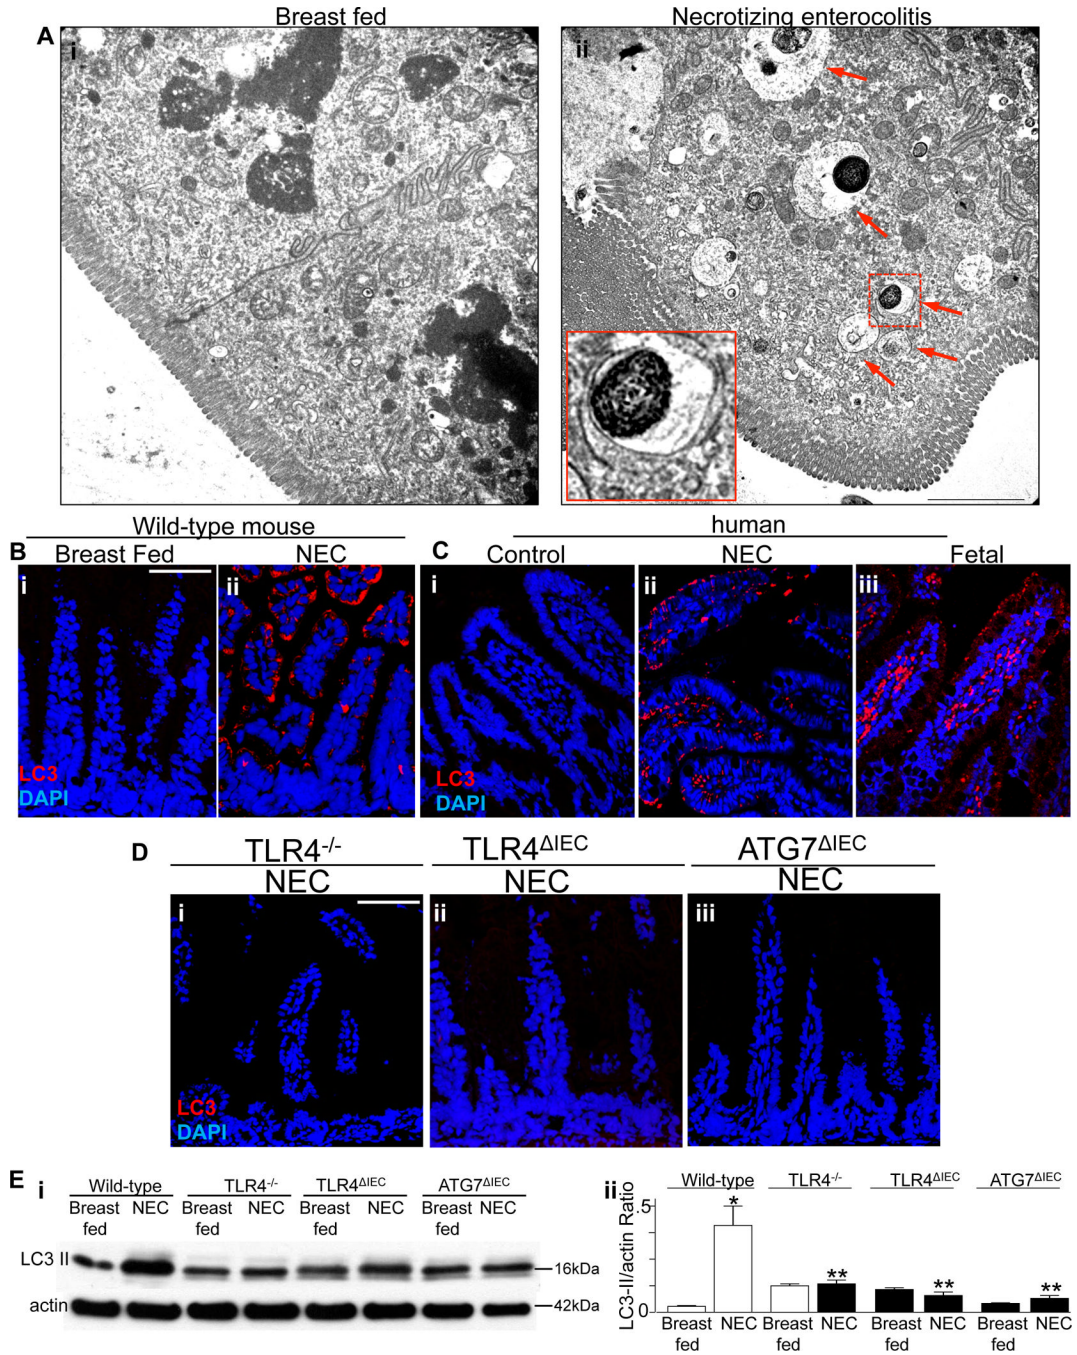 Breast fed
Necrotizing enterocolitis
A
i
ii
Wild-type mouse
human
B
Breast Fed
NEC
C
Control
NEC
Fetal
i
ii
i
ii
iii
LC3
DAPI
LC3
DAPI
D
TLR4-/-
TLR4ΔIEC
ATG7ΔIEC
NEC
NEC
NEC
i
ii
iii
LC3
DAPI
E
i
Wild-type
TLR4-/-
TLR4ΔIEC
ATG7ΔIEC
Breast fed
NEC
Breast fed
NEC
Breast fed
NEC
Breast fed
NEC
LC3 II
16kDa
actin
42kDa
ii
Wild-type
TLR4-/-
TLR4ΔIEC
ATG7ΔIEC
LC3-II/actin Ratio
.5
0
*
**
**
**
Breast fed
NEC
Breast fed
NEC
Breast fed
NEC
Breast fed
NEC